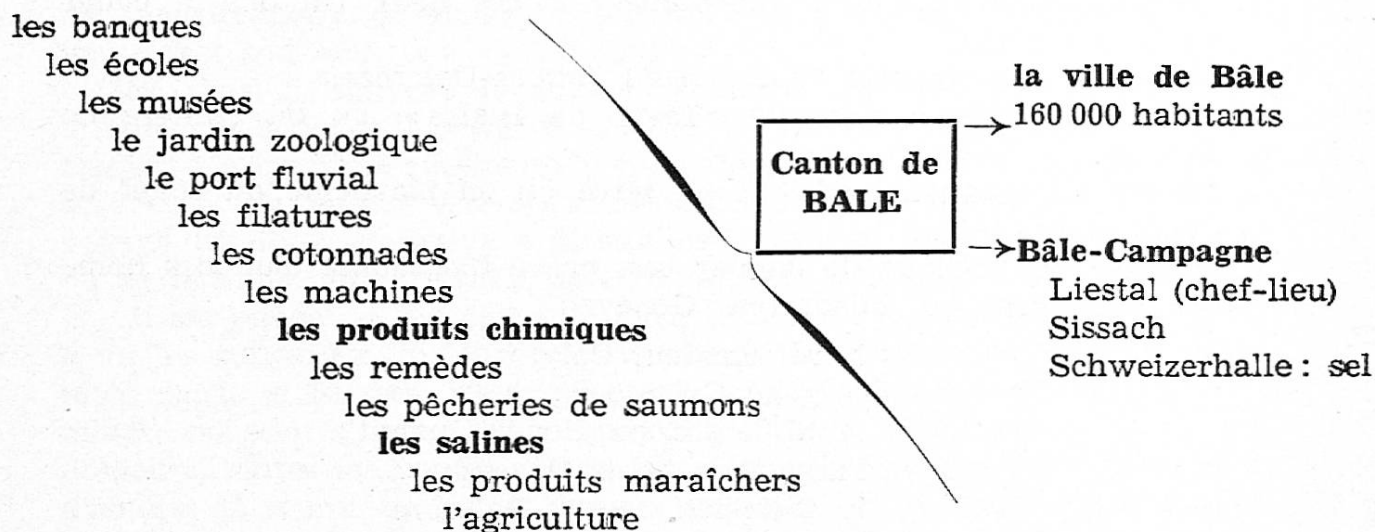 les banques
les écoles
les musées
le jardin zoologique
le port fluvial
les filatures
les cotonnades
les machines
les produits chimiques
les remèdes
les pêcheries de saumons
les salines
les produits maraîchers
l'agriculture
Canton de
BALE
la ville de Bâle
160 000 habitants
Bâle-Campagne
Liestal (chef-lieu)
Sissach
Schweizerhalle : sel